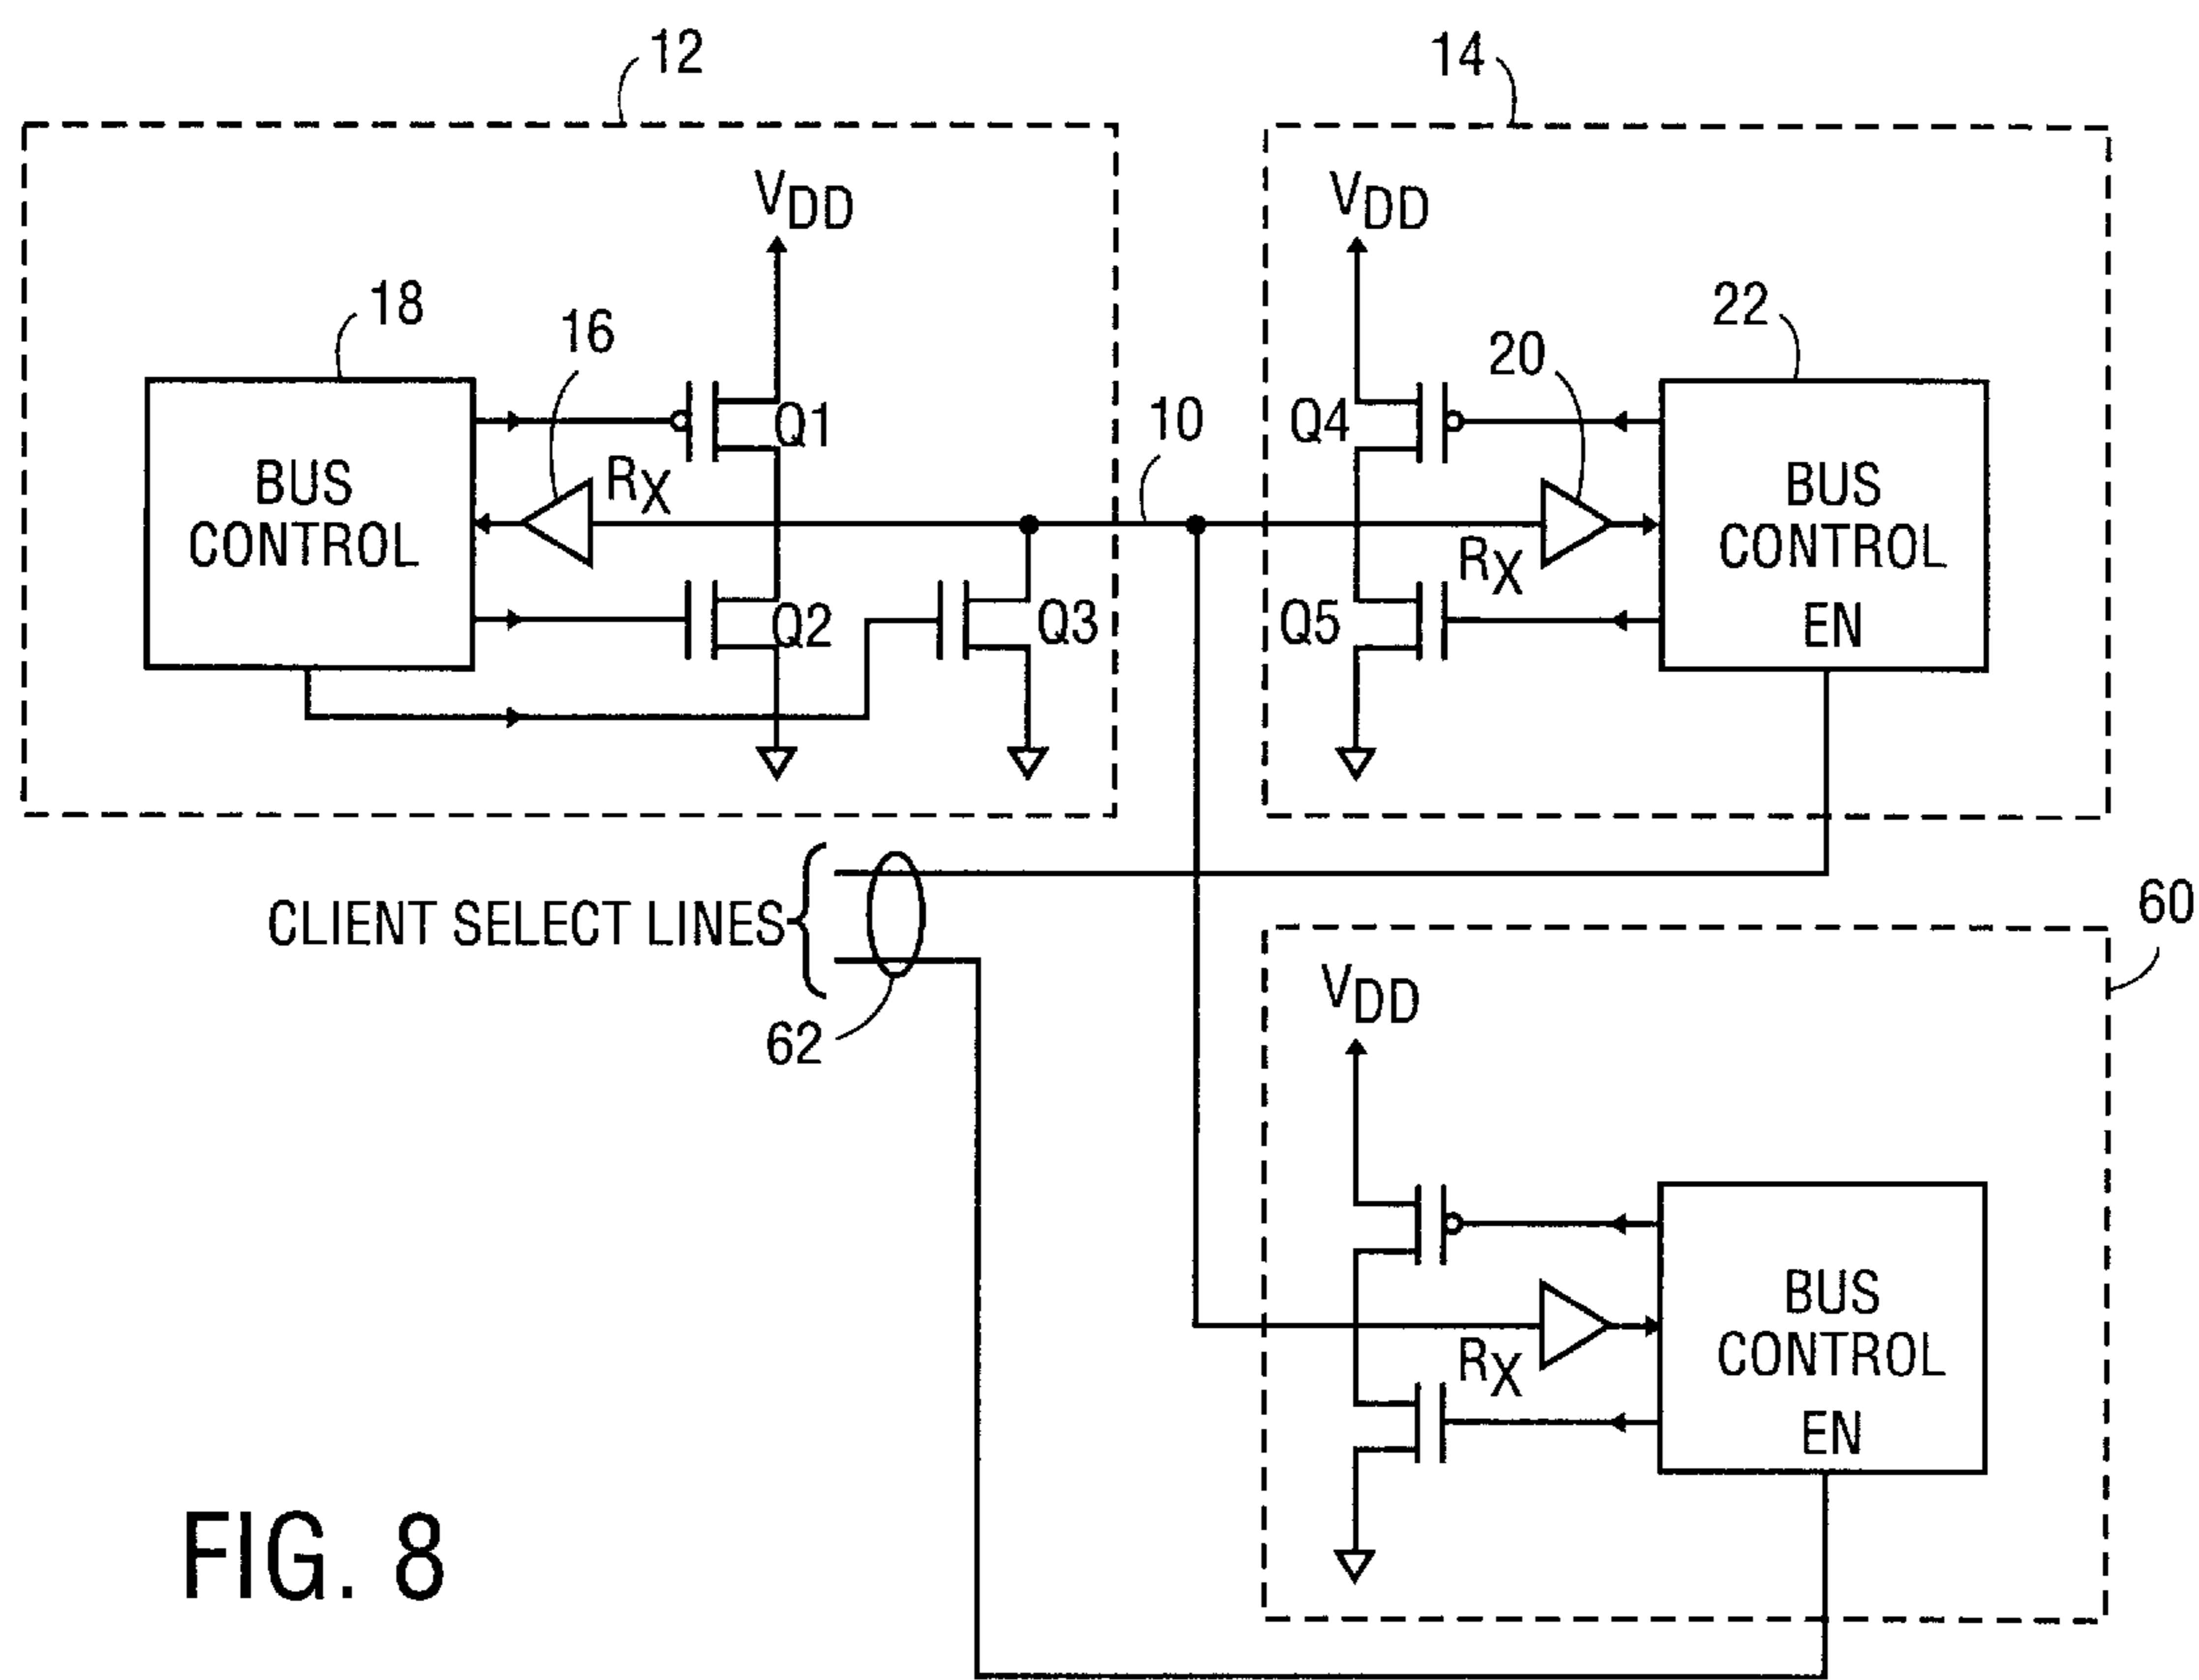 12
14
VDD
VDD
18
16
20
22
Q1
10
Q4
BUS
CONTROL
RX
RX
BUS
CONTROL
EN
Q2
Q3
Q5
CLIENT SELECT LINES
62
60
VDD
RX
BUS
CONTROL
EN
FIG. 8